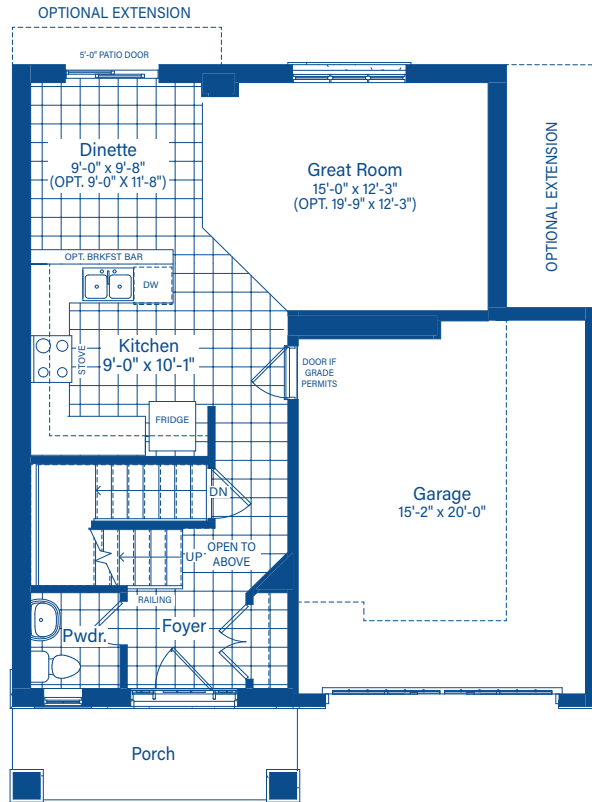 OPTIONAL EXTENSION
5'-0" PATIO DOOR
Dinette
9'-0" x 9'-8"
(OPT. 9'-0" X 11'-8")
Great Room
15'-0" x 12'-3"
(OPT. 19'-9" x 12'-3")
OPTIONAL EXTENSION
OPT. BRKFST BAR
DW
Kitchen
9'-0" x 10'-1"
STOVE
DOOR IF
GRADE
PERMITS
FRIDGE
DN
Garage
15'-2" x 20'-0"
UP
OPEN TO
ABOVE
RAILING
Pwdr.
Foyer
Porch